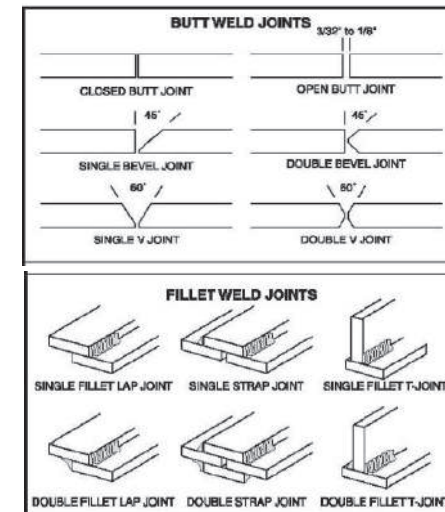 BUTT WELD JOINTS
3/32" to 1/8"
CLOSED BUTT JOINT
OPEN BUTT JOINT
45°
45°
SINGLE BEVEL JOINT
DOUBLE BEVEL JOINT
60°
60°
SINGLE V JOINT
DOUBLE V JOINT
FILLET WELD JOINTS
SINGLE FILLET LAP JOINT
SINGLE STRAP JOINT
SINGLE FILLET T-JOINT
DOUBLE FILLET LAP JOINT
DOUBLE STRAP JOINT
DOUBLE FILLET T-JOINT